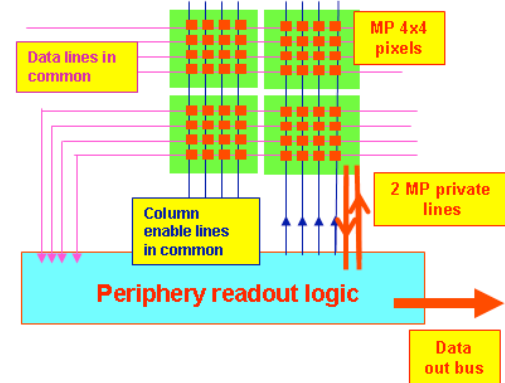 MP 4x4
pixels
Data lines in
common
2 MP private
lines
Column
enable lines
in common
Periphery readout logic
Data
out bus